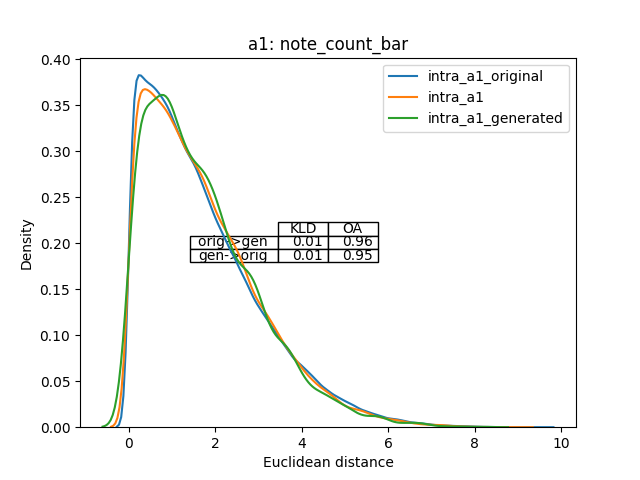 a1: note_count_bar
0.40
0.35
0.30
0.25
0.20
0.15
0.10
0.05
0.00
Density
intra_a1_original
intra_a1
intra_a1_generated
KLD OA
orig->gen 0.01 0.96
gen->orig 0.01 0.95
0 2 4 6 8 10
Euclidean distance